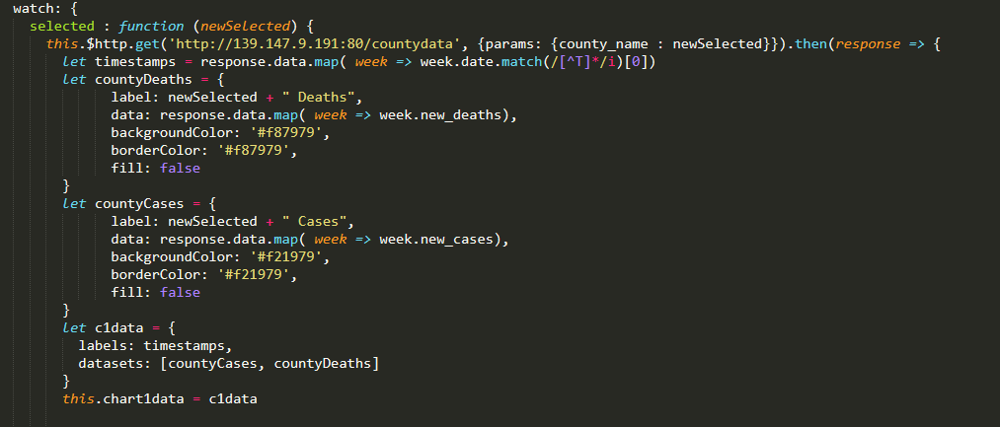 watch: {
selected : function (newSelected) {
this.$http.get('http://139.147.9.191:80/countydata', {params: {county_name : newSelected}}).then(response => {
let timestamps = response.data.map( week => week.date.match(/[^T]*/i)[0])
let countyDeaths = {
label: newSelected + " Deaths",
data: response.data.map( week => week.new_deaths),
backgroundColor: '#f87979',
borderColor: '#f87979',
fill: false
}
let countyCases = {
label: newSelected + " Cases",
data: response.data.map( week => week.new_cases),
backgroundColor: '#f21979',
borderColor: '#f21979',
fill: false
}
let c1data = {
labels: timestamps,
datasets: [countyCases, countyDeaths]
}
this.chart1data = c1data